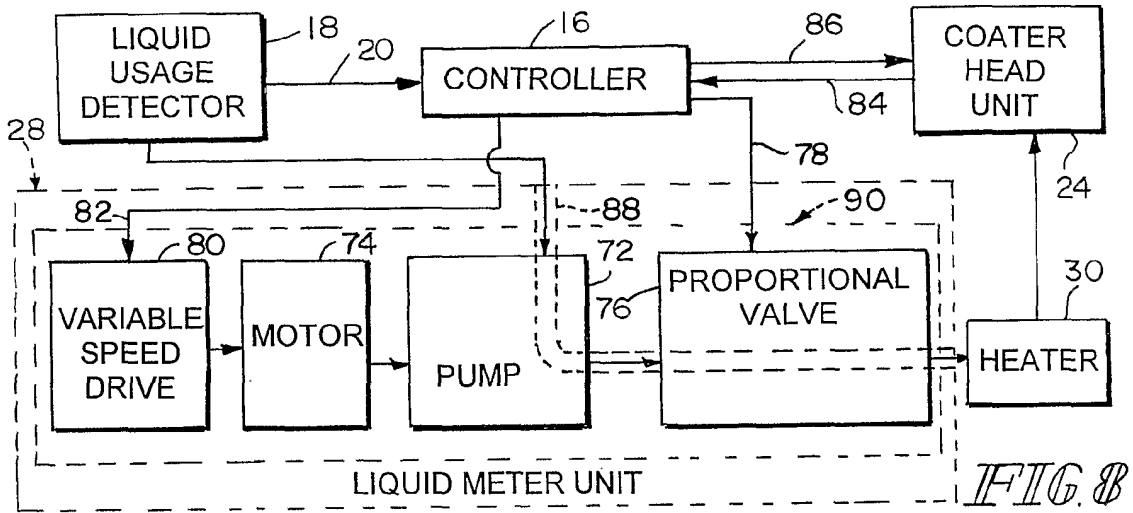 LIQUID
USAGE
DETECTOR
18
20
16
CONTROLLER
86
84
COATER
HEAD
UNIT
24
28
78
82
80
74
88
90
72
76
30
VARIABLE
SPEED
DRIVE
MOTOR
PUMP
PROPORTIONAL
VALVE
HEATER
LIQUID METER UNIT
FIG. 8